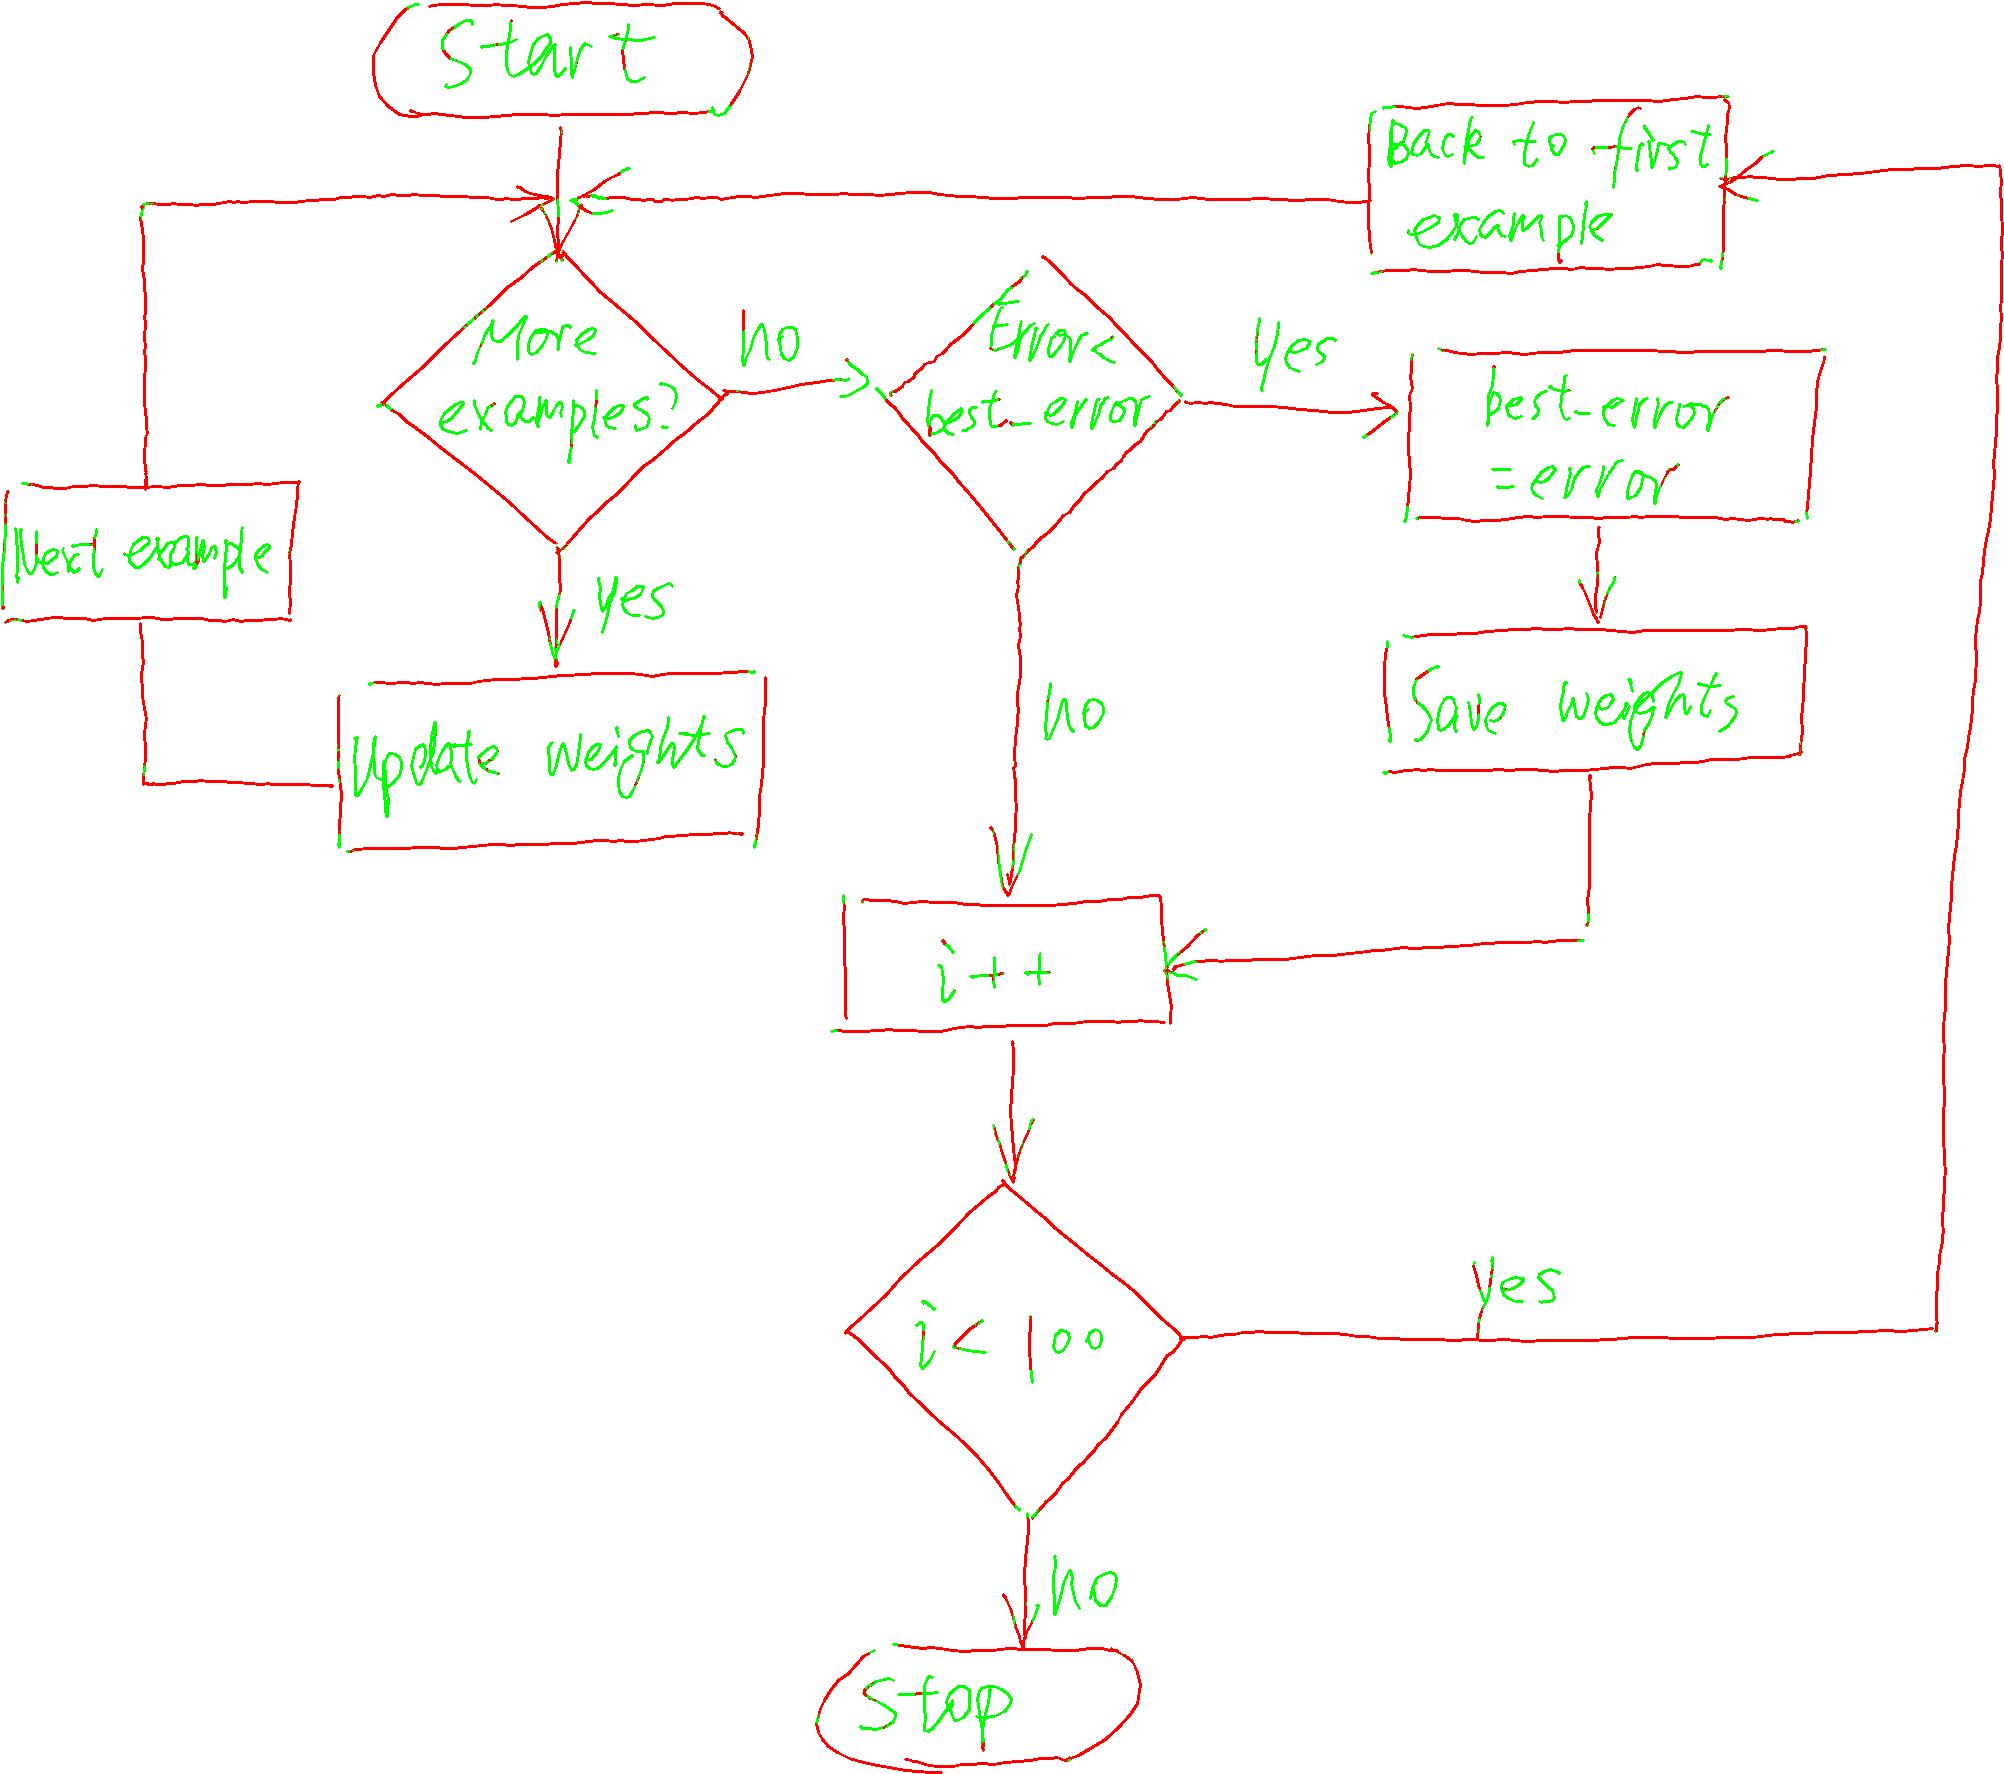 Start
Back to first
example
More
examples?
no
Error<
best_error
yes
best_error
=error
Next example
yes
Update weights
no
Save weights
i++
i<100
yes
no
Stop